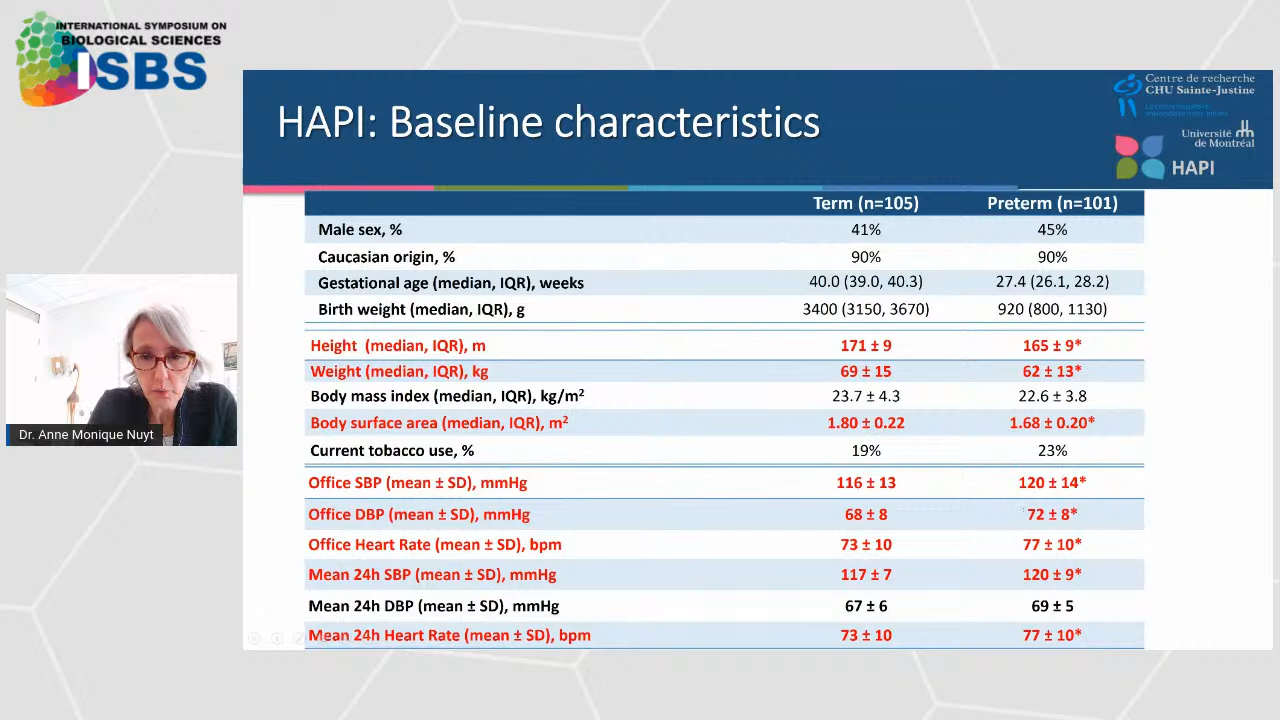 INTERNATIONAL SYMPOSIUM ON
BIOLOGICAL SCIENCES
ISBS
HAPI: Baseline characteristics
Centre de recherche
CHU Sainte-Justine
Université
de Montréal
HAPI
Term (n=105) Preterm (n=101)
Male sex, % 41% 45%
Caucasian origin, % 90% 90%
Gestational age (median, IQR), weeks 40.0 (39.0, 40.3) 27.4 (26.1, 28.2)
Birth weight (median, IQR), g 3400 (3150, 3670) 920 (800, 1130)
Height (median, IQR), m 171 ± 9 165 ± 9*
Weight (median, IQR), kg 69 ± 15 62 ± 13*
Body mass index (median, IQR), kg/m² 23.7 ± 4.3 22.6 ± 3.8
Body surface area (median, IQR), m² 1.80 ± 0.22 1.68 ± 0.20*
Current tobacco use, % 19% 23%
Office SBP (mean ± SD), mmHg 116 ± 13 120 ± 14*
Office DBP (mean ± SD), mmHg 68 ± 8 72 ± 8*
Office Heart Rate (mean ± SD), bpm 73 ± 10 77 ± 10*
Mean 24h SBP (mean ± SD), mmHg 117 ± 7 120 ± 9*
Mean 24h DBP (mean ± SD), mmHg 67 ± 6 69 ± 5
Mean 24h Heart Rate (mean ± SD), bpm 73 ± 10 77 ± 10*
Dr. Anne Monique Nuyt